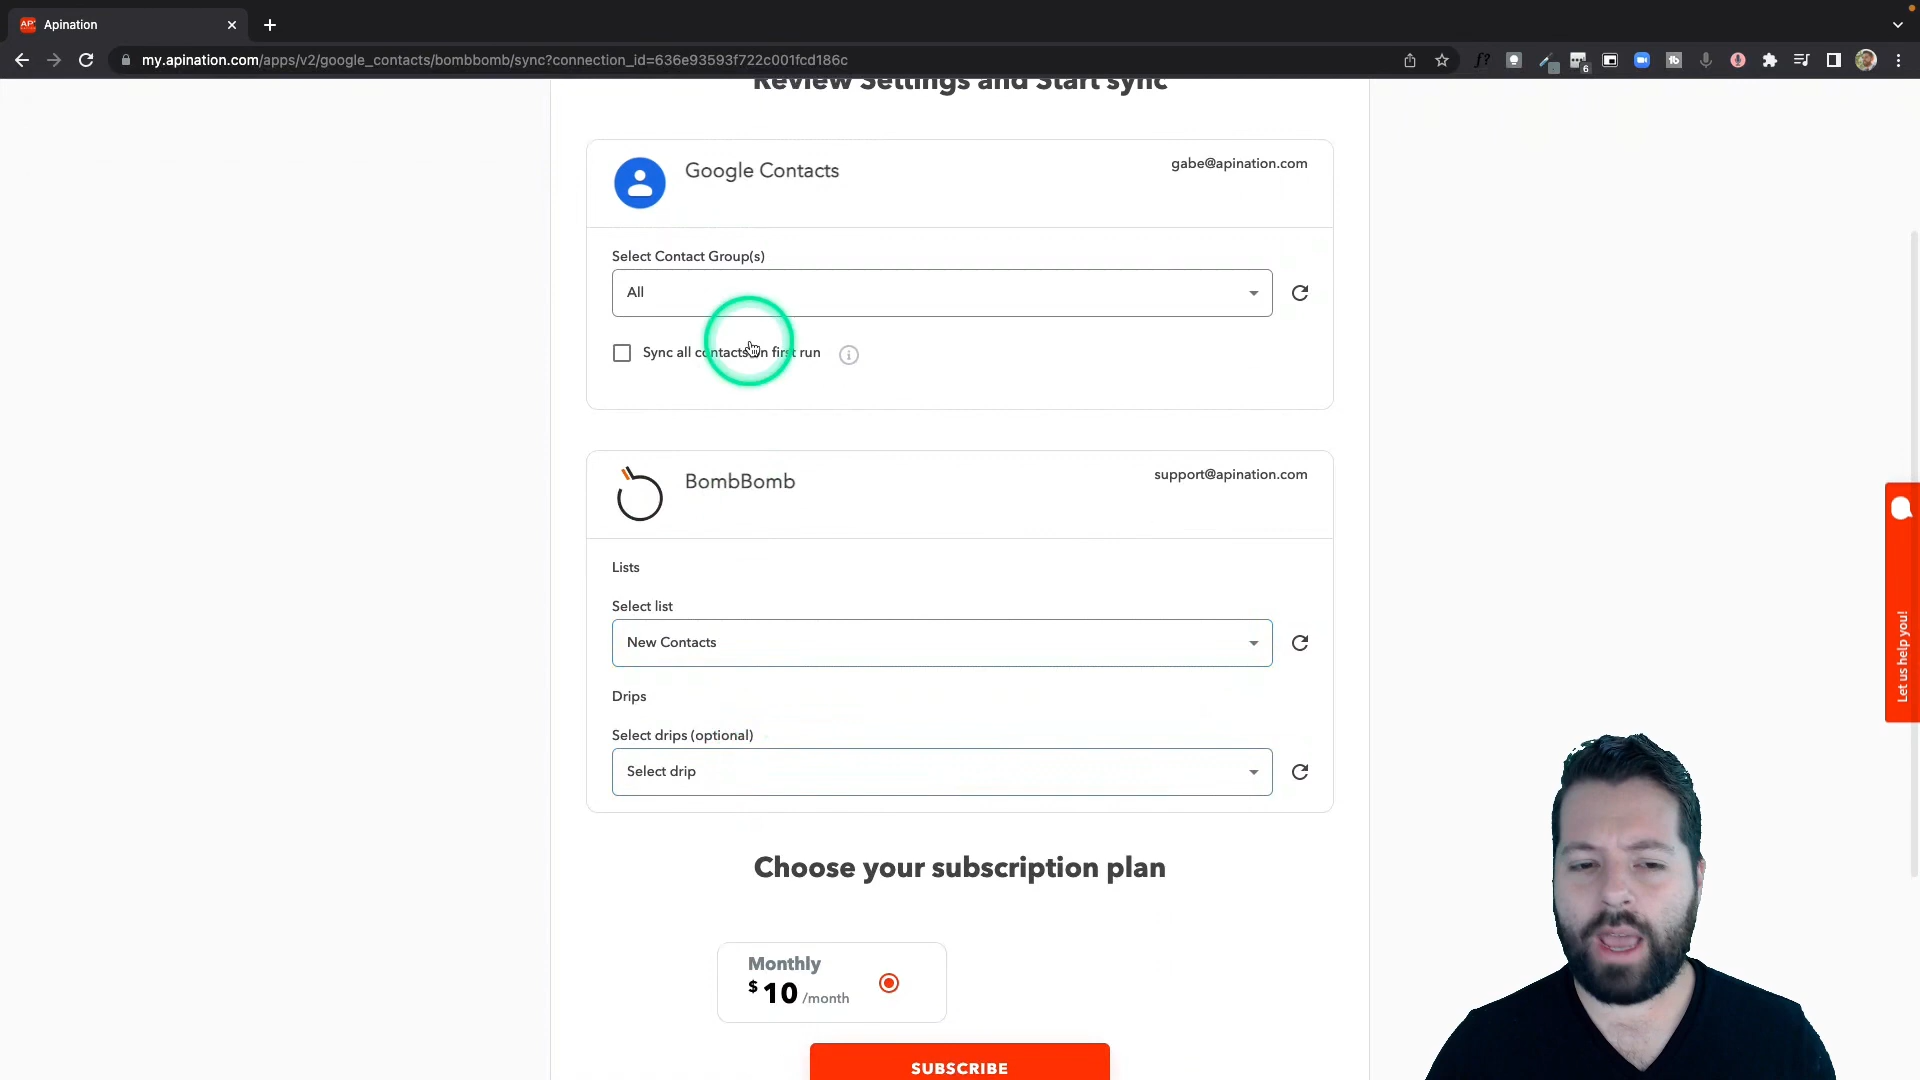 Apination
my.apination.com/apps/v2/google_contacts/bombbomb/sync?connection_id=636e93593f722c001fcd186c
f?
6
Review Settings and Start sync
Google Contacts
gabe@apination.com
Select Contact Group(s)
All
Sync all contacts on first run
BombBomb
support@apination.com
Lists
Select list
New Contacts
Drips
Select drips (optional)
Select drip
Let us help you!
Choose your subscription plan
Monthly
$ 10 /month
SUBSCRIBE